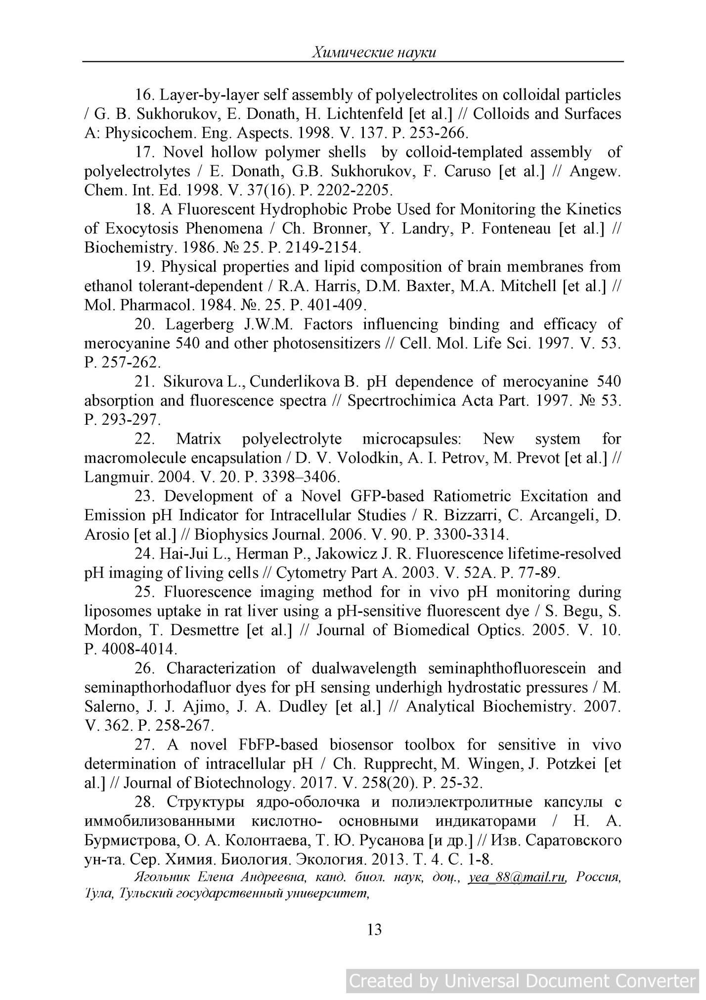 Химические науки
16. Layer-by-layer self assembly of polyelectrolites on colloidal particles
/ G. B. Sukhorukov, E. Donath, H. Lichtenfeld [et al.] // Colloids and Surfaces
A: Physicochem. Eng. Aspects. 1998. V. 137. P. 253-266.
17. Novel hollow polymer shells by colloid-templated assembly of
polyelectrolytes / E. Donath, G.B. Sukhorukov, F. Caruso [et al.] // Angew.
Chem. Int. Ed. 1998. V. 37(16). P. 2202-2205.
18. A Fluorescent Hydrophobic Probe Used for Monitoring the Kinetics
of Exocytosis Phenomena / Ch. Bronner, Y. Landry, P. Fonteneau [et al.] //
Biochemistry. 1986. № 25. P. 2149-2154.
19. Physical properties and lipid composition of brain membranes from
ethanol tolerant-dependent / R.A. Harris, D.M. Baxter, M.A. Mitchell [et al.] //
Mol. Pharmacol. 1984. №. 25. P. 401-409.
20. Lagerberg J.W.M. Factors influencing binding and efficacy of
merocyanine 540 and other photosensitizers // Cell. Mol. Life Sci. 1997. V. 53.
P. 257-262.
21. Sikurova L., Cunderlikova B. pH dependence of merocyanine 540
absorption and fluorescence spectra // Specrtrochimica Acta Part. 1997. № 53.
P. 293-297.
22. Matrix polyelectrolyte microcapsules: New system for
macromolecule encapsulation / D. V. Volodkin, A. I. Petrov, M. Prevot [et al.] //
Langmuir. 2004. V. 20. P. 3398–3406.
23. Development of a Novel GFP-based Ratiometric Excitation and
Emission pH Indicator for Intracellular Studies / R. Bizzarri, C. Arcangeli, D.
Arosio [et al.] // Biophysics Journal. 2006. V. 90. P. 3300-3314.
24. Hai-Jui L., Herman P., Jakowicz J. R. Fluorescence lifetime-resolved
pH imaging of living cells // Cytometry Part A. 2003. V. 52A. P. 77-89.
25. Fluorescence imaging method for in vivo pH monitoring during
liposomes uptake in rat liver using a pH-sensitive fluorescent dye / S. Begu, S.
Mordon, T. Desmettre [et al.] // Journal of Biomedical Optics. 2005. V. 10.
P. 4008-4014.
26. Characterization of dualwavelength seminaphthofluorescein and
seminapthorhodafluor dyes for pH sensing underhigh hydrostatic pressures / M.
Salerno, J. J. Ajimo, J. A. Dudley [et al.] // Analytical Biochemistry. 2007.
V. 362. P. 258-267.
27. A novel FbFP-based biosensor toolbox for sensitive in vivo
determination of intracellular pH / Ch. Rupprecht, M. Wingen, J. Potzkei [et
al.] // Journal of Biotechnology. 2017. V. 258(20). P. 25-32.
28. Структуры ядро-оболочка и полиэлектролитные капсулы с
иммобилизованными кислотно- основными индикаторами / Н. А.
Бурмистрова, О. А. Колонтаева, Т. Ю. Русанова [и др.] // Изв. Саратовского
ун-та. Сер. Химия. Биология. Экология. 2013. Т. 4. С. 1-8.
Ягольник Елена Андреевна, канд. биол. наук, доц., yea_88@mail.ru, Россия,
Тула, Тульский государственный университет,
13
Created by Universal Document Converter